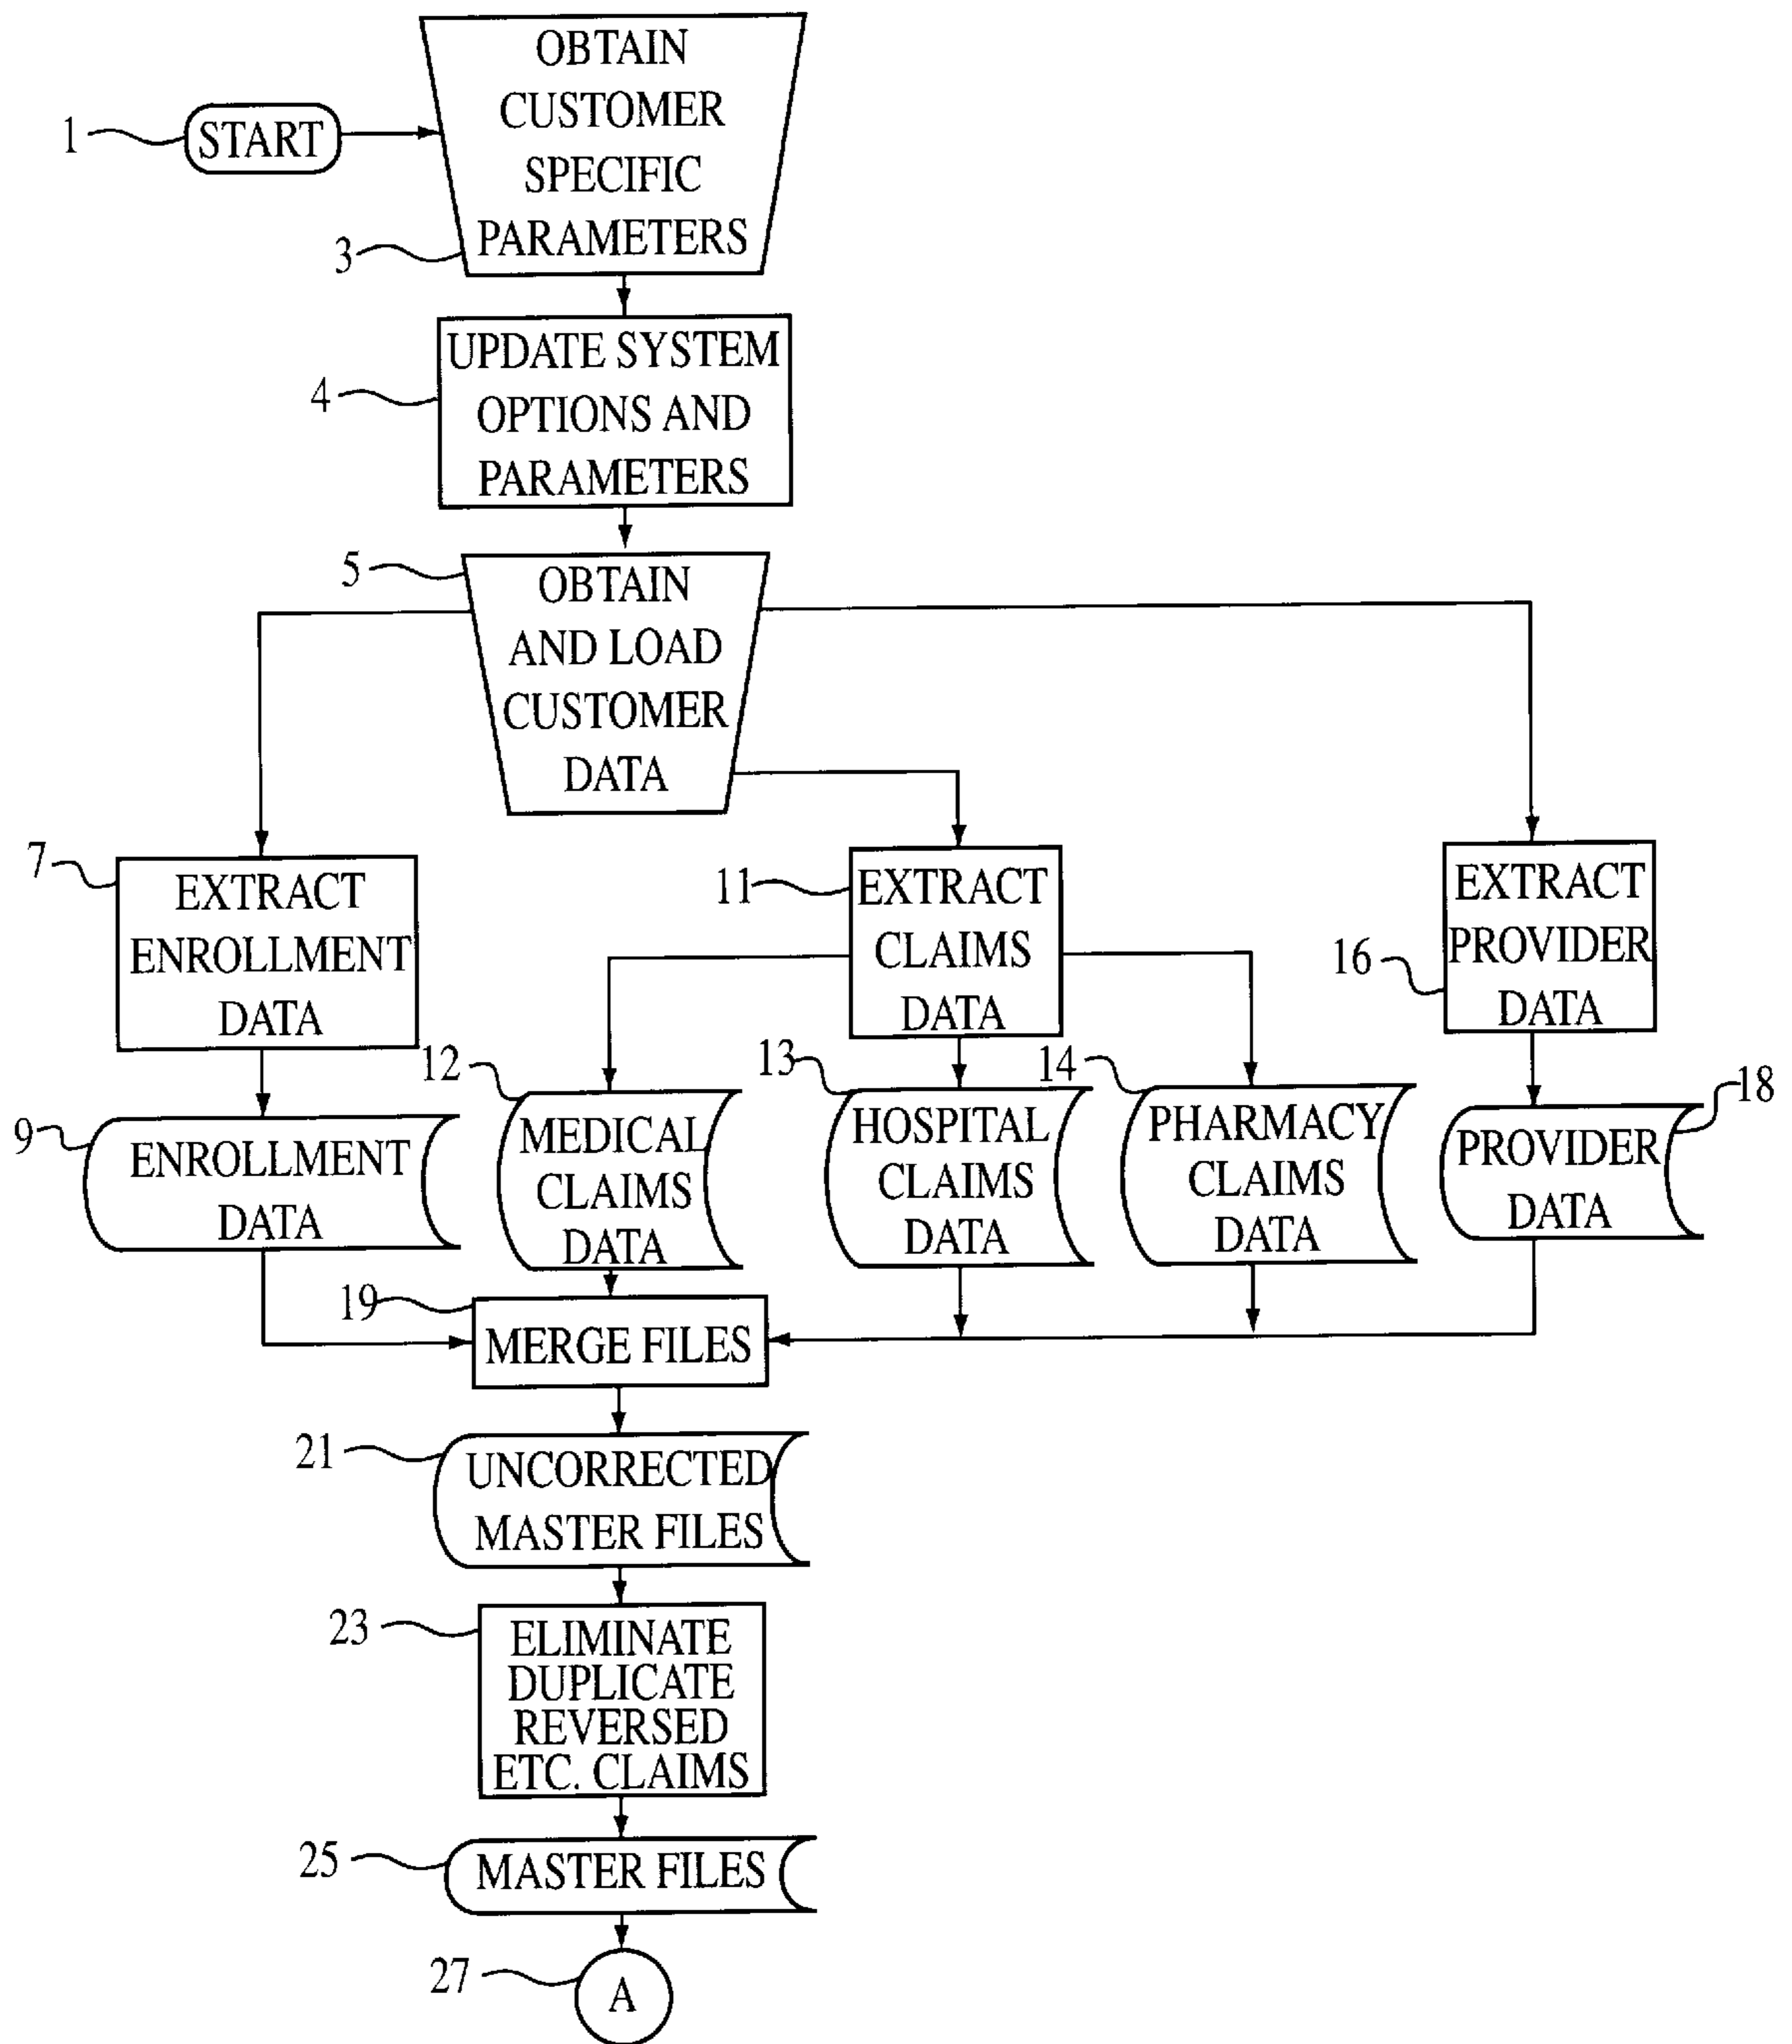 OBTAIN
CUSTOMER
SPECIFIC
PARAMETERS
1
START
3
UPDATE SYSTEM
OPTIONS AND
PARAMETERS
4
5
OBTAIN
AND LOAD
CUSTOMER
DATA
7
EXTRACT
ENROLLMENT
DATA
11
EXTRACT
CLAIMS
DATA
EXTRACT
PROVIDER
DATA
16
9
ENROLLMENT
DATA
12
MEDICAL
CLAIMS
DATA
13
HOSPITAL
CLAIMS
DATA
14
PHARMACY
CLAIMS
DATA
18
PROVIDER
DATA
19
MERGE FILES
21
UNCORRECTED
MASTER FILES
23
ELIMINATE
DUPLICATE
REVERSED
ETC. CLAIMS
25
MASTER FILES
27
A